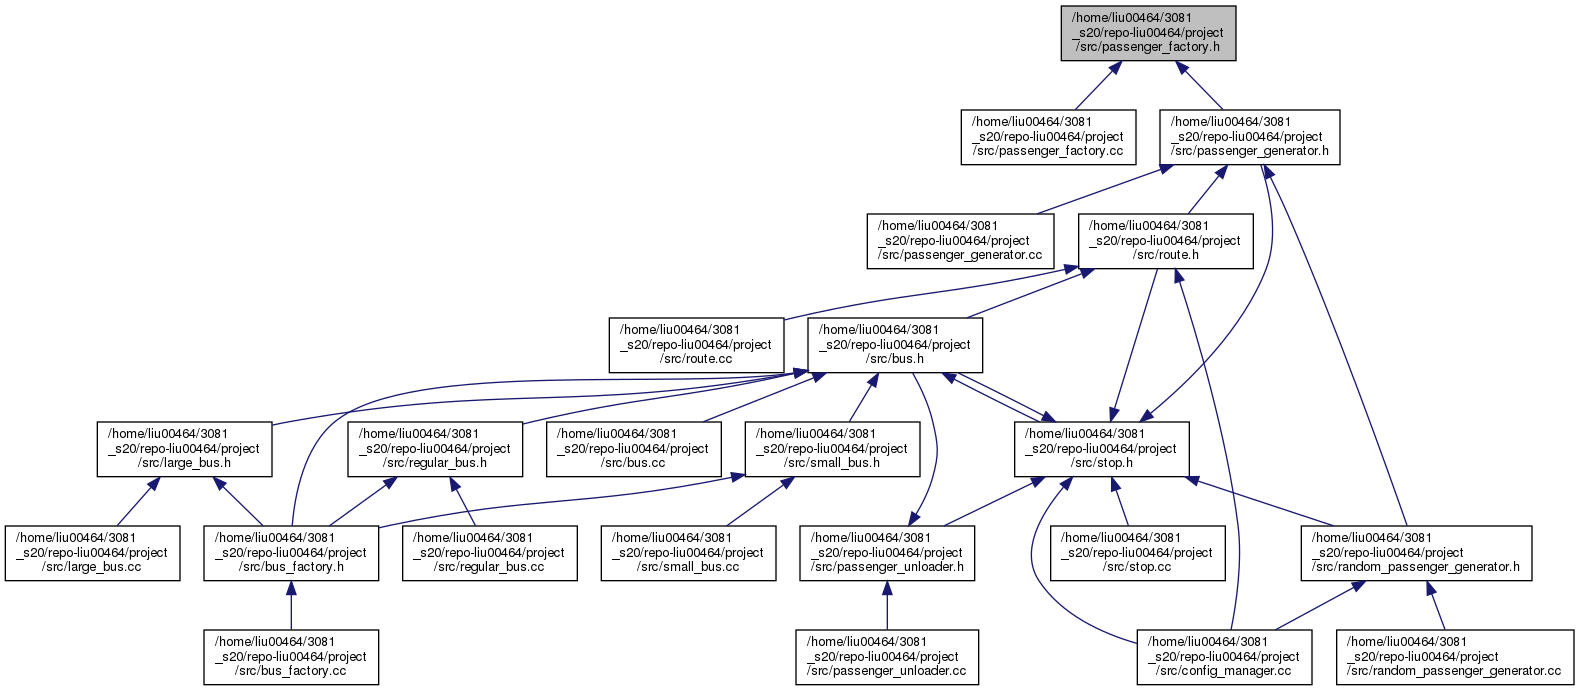 /home/liu00464/3081
_s20/repo-liu00464/project
/src/passenger_factory.h
/home/liu00464/3081
_s20/repo-liu00464/project
/src/passenger_factory.cc
/home/liu00464/3081
_s20/repo-liu00464/project
/src/passenger_generator.h
/home/liu00464/3081
_s20/repo-liu00464/project
/src/passenger_generator.cc
/home/liu00464/3081
_s20/repo-liu00464/project
/src/route.h
/home/liu00464/3081
_s20/repo-liu00464/project
/src/route.cc
/home/liu00464/3081
_s20/repo-liu00464/project
/src/bus.h
/home/liu00464/3081
_s20/repo-liu00464/project
/src/large_bus.h
/home/liu00464/3081
_s20/repo-liu00464/project
/src/regular_bus.h
/home/liu00464/3081
_s20/repo-liu00464/project
/src/bus.cc
/home/liu00464/3081
_s20/repo-liu00464/project
/src/small_bus.h
/home/liu00464/3081
_s20/repo-liu00464/project
/src/stop.h
/home/liu00464/3081
_s20/repo-liu00464/project
/src/large_bus.cc
/home/liu00464/3081
_s20/repo-liu00464/project
/src/bus_factory.h
/home/liu00464/3081
_s20/repo-liu00464/project
/src/regular_bus.cc
/home/liu00464/3081
_s20/repo-liu00464/project
/src/small_bus.cc
/home/liu00464/3081
_s20/repo-liu00464/project
/src/passenger_unloader.h
/home/liu00464/3081
_s20/repo-liu00464/project
/src/stop.cc
/home/liu00464/3081
_s20/repo-liu00464/project
/src/random_passenger_generator.h
/home/liu00464/3081
_s20/repo-liu00464/project
/src/bus_factory.cc
/home/liu00464/3081
_s20/repo-liu00464/project
/src/passenger_unloader.cc
/home/liu00464/3081
_s20/repo-liu00464/project
/src/config_manager.cc
/home/liu00464/3081
_s20/repo-liu00464/project
/src/random_passenger_generator.cc